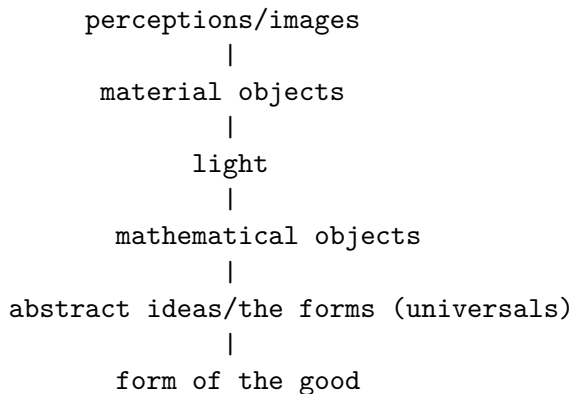 perceptions/images
|
material objects
|
light
|
mathematical objects
|
abstract ideas/the forms (universals)
|
form of the good